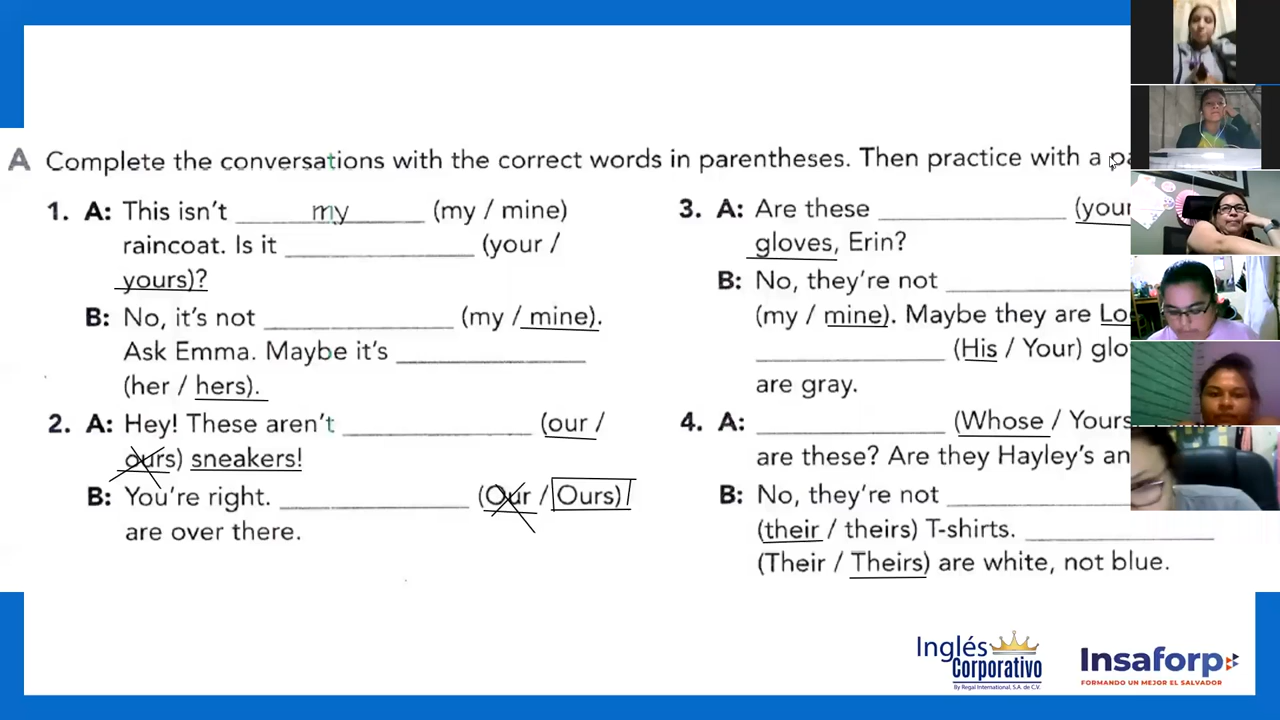 A Complete the conversations with the correct words in parentheses. Then practice with a
1. A: This isn't my (my / mine)
raincoat. Is it (your /
yours)?
B: No, it's not (my / mine).
Ask Emma. Maybe it's
(her / hers).
2. A: Hey! These aren't (our /
ours) sneakers!
B: You're right. (Our / Ours)
are over there.
3. A: Are these (your
gloves, Erin?
B: No, they're not
(my / mine). Maybe they are
(His / Your)
are gray.
4. A: (Whose / Yours
are these? Are they Hayley's
B: No, they're not
(their / theirs) T-shirts.
(Their / Theirs) are white, not blue.
Inglés
Corporativo
By Regal International, S.A. de C.V.
Insaforp
FORMANDO UN MEJOR EL SALVADOR